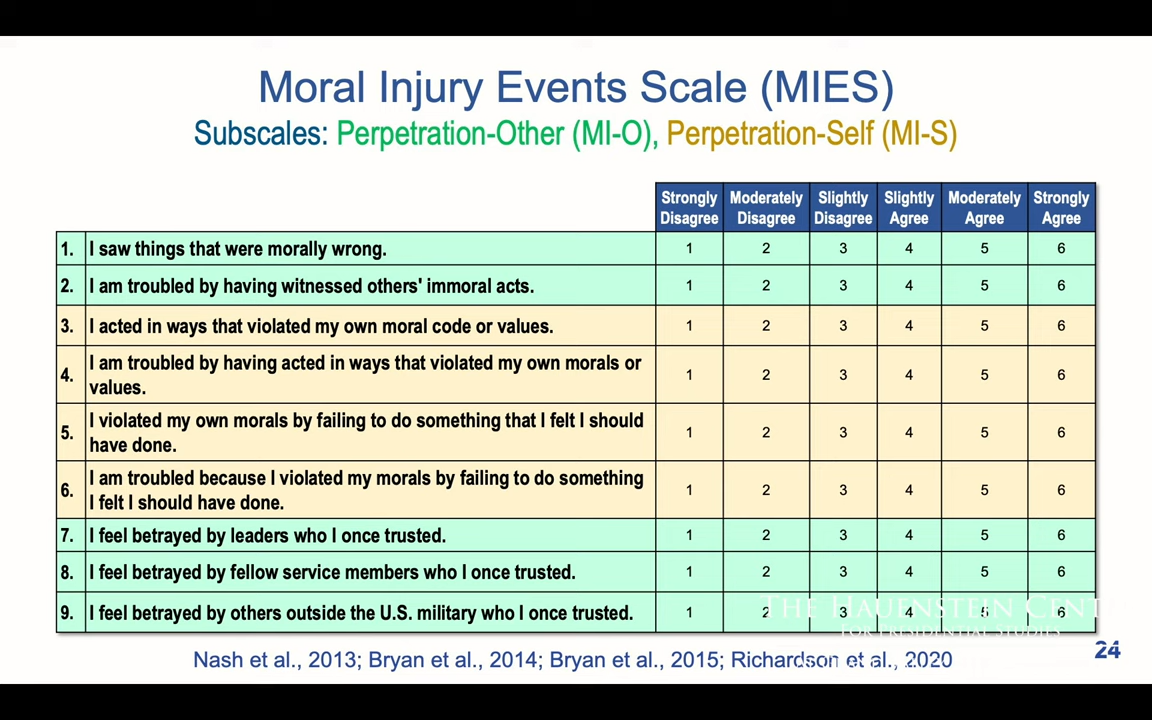 Moral Injury Events Scale (MIES)
Subscales: Perpetration-Other (MI-O), Perpetration-Self (MI-S)
Strongly Disagree Moderately Disagree Slightly Disagree Slightly Agree Moderately Agree Strongly Agree
1. I saw things that were morally wrong. 1 2 3 4 5 6
2. I am troubled by having witnessed others' immoral acts. 1 2 3 4 5 6
3. I acted in ways that violated my own moral code or values. 1 2 3 4 5 6
4. I am troubled by having acted in ways that violated my own morals or
values. 1 2 3 4 5 6
5. I violated my own morals by failing to do something that I felt I should
have done. 1 2 3 4 5 6
6. I am troubled because I violated my morals by failing to do something
I felt I should have done. 1 2 3 4 5 6
7. I feel betrayed by leaders who I once trusted. 1 2 3 4 5 6
8. I feel betrayed by fellow service members who I once trusted. 1 2 3 4 5 6
9. I feel betrayed by others outside the U.S. military who I once trusted. 1 2 3 4 5 6
The Hauenstein Cent
For Presidential Studies
Nash et al., 2013; Bryan et al., 2014; Bryan et al., 2015; Richardson et al., 2020
24